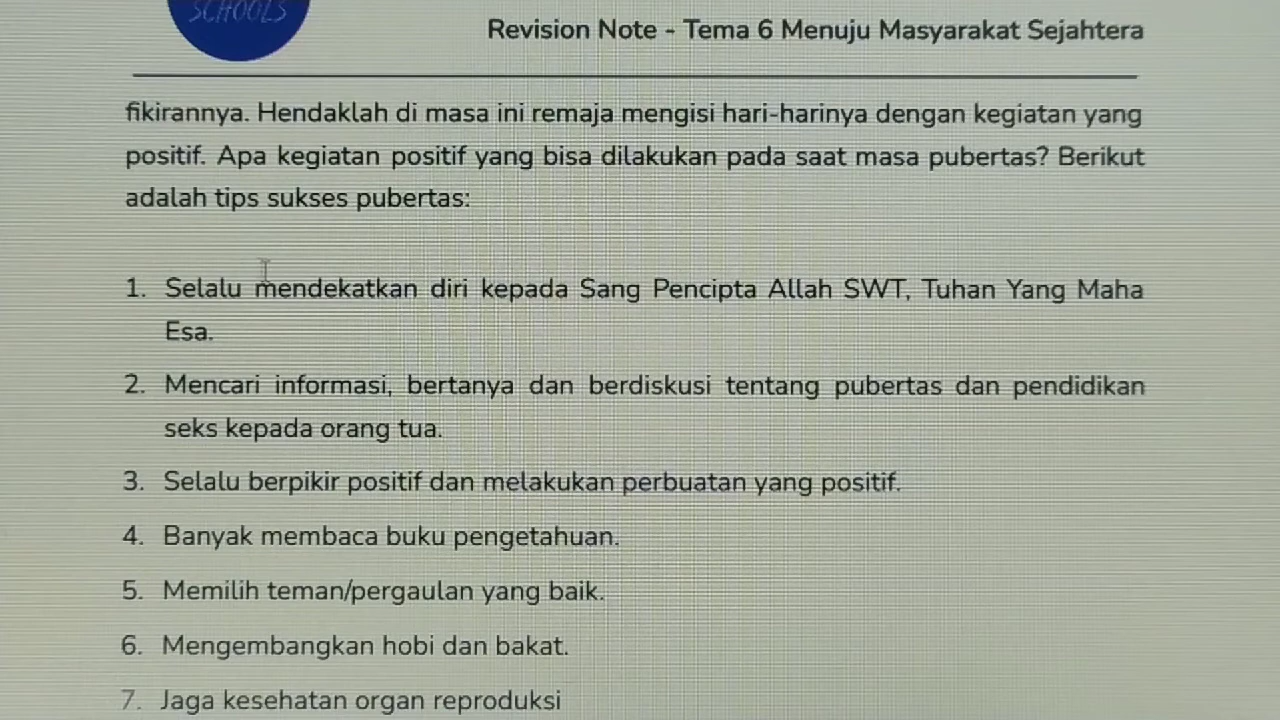 SCHOOLS
Revision Note - Tema 6 Menuju Masyarakat Sejahtera
fikirannya. Hendaklah di masa ini remaja mengisi hari-harinya dengan kegiatan yang
positif. Apa kegiatan positif yang bisa dilakukan pada saat masa pubertas? Berikut
adalah tips sukses pubertas:
1. Selalu mendekatkan diri kepada Sang Pencipta Allah SWT, Tuhan Yang Maha
Esa.
2. Mencari informasi, bertanya dan berdiskusi tentang pubertas dan pendidikan
seks kepada orang tua.
3. Selalu berpikir positif dan melakukan perbuatan yang positif.
4. Banyak membaca buku pengetahuan.
5. Memilih teman/pergaulan yang baik.
6. Mengembangkan hobi dan bakat.
7. Jaga kesehatan organ reproduksi